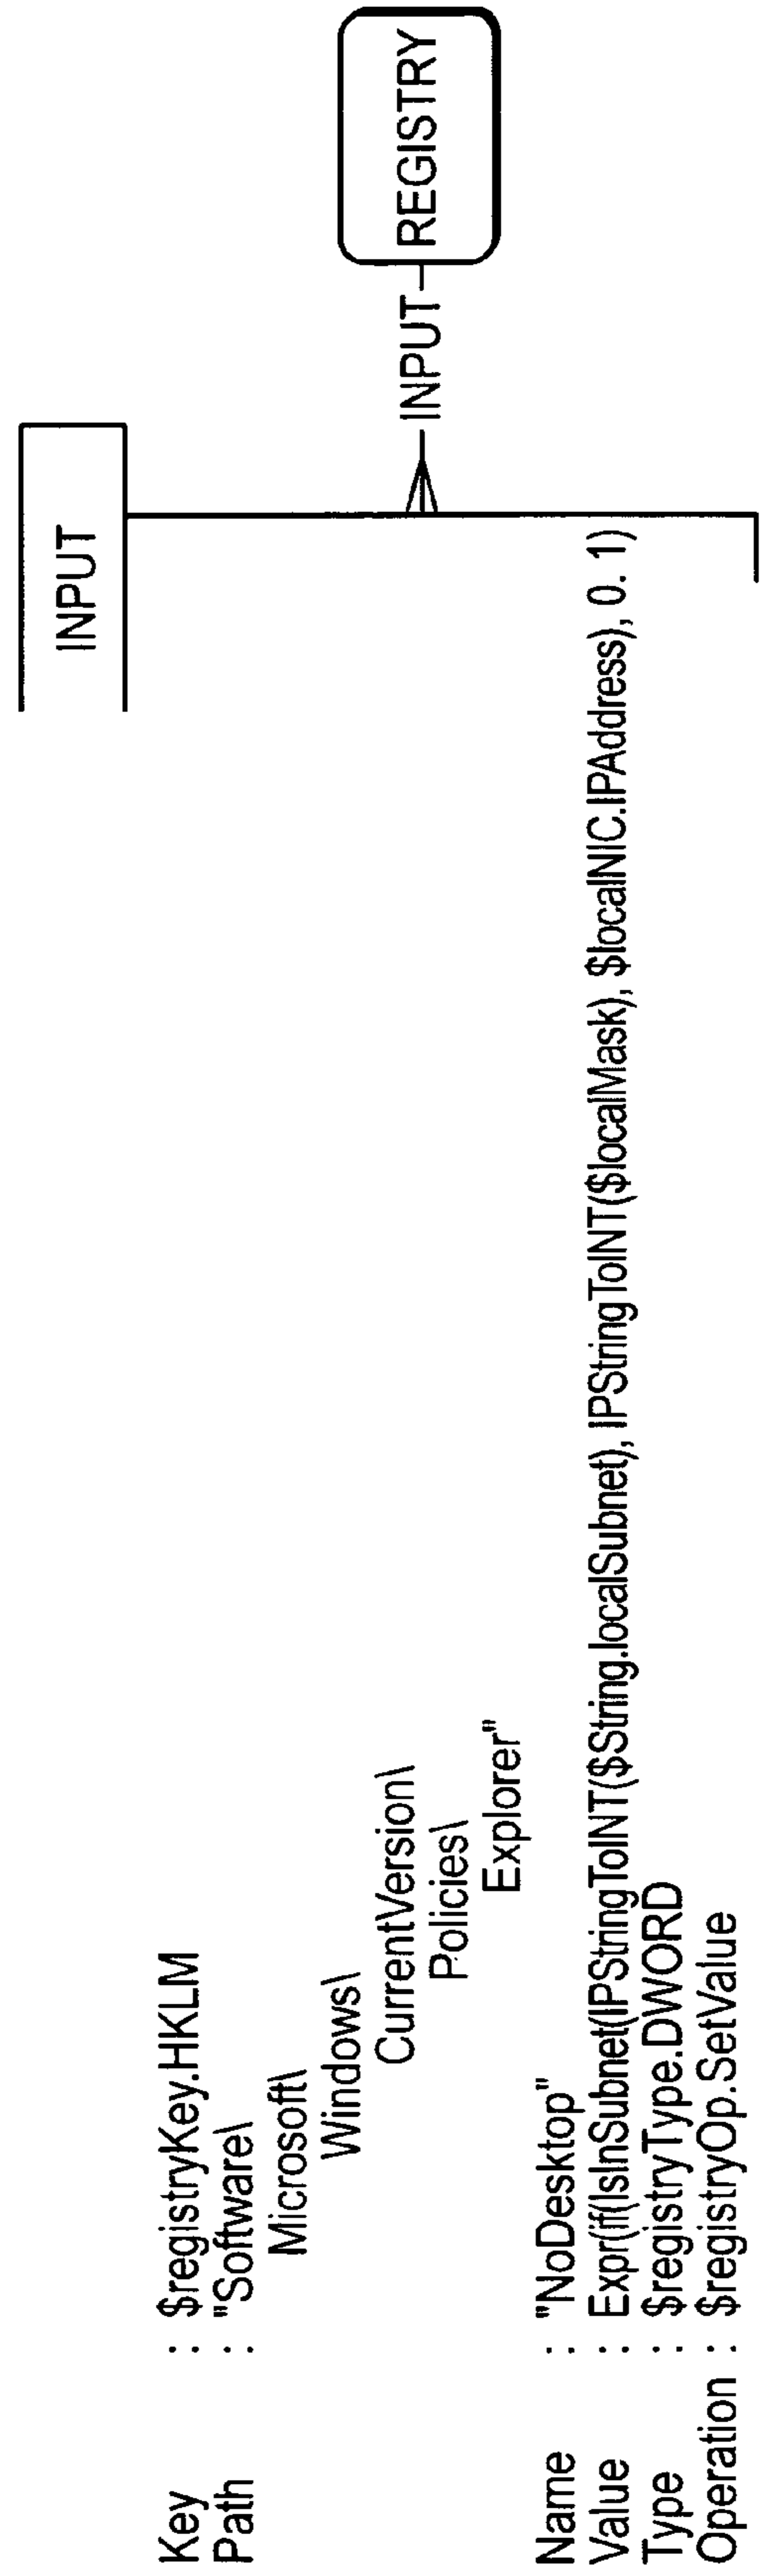 INPUT
Key : $registryKey.HKLM
Path : "Software\
Microsoft\
Windows\
CurrentVersion\
Policies\
Explorer"
Name : "NoDesktop"
Value : Expr(if(IsInSubnet(IPStringToINT($String.localSubnet), IPStringToINT($localMask), $localNIC.IPAddress), 0. 1)
Type : $registryType.DWORD
Operation : $registryOp.SetValue
INPUT
REGISTRY